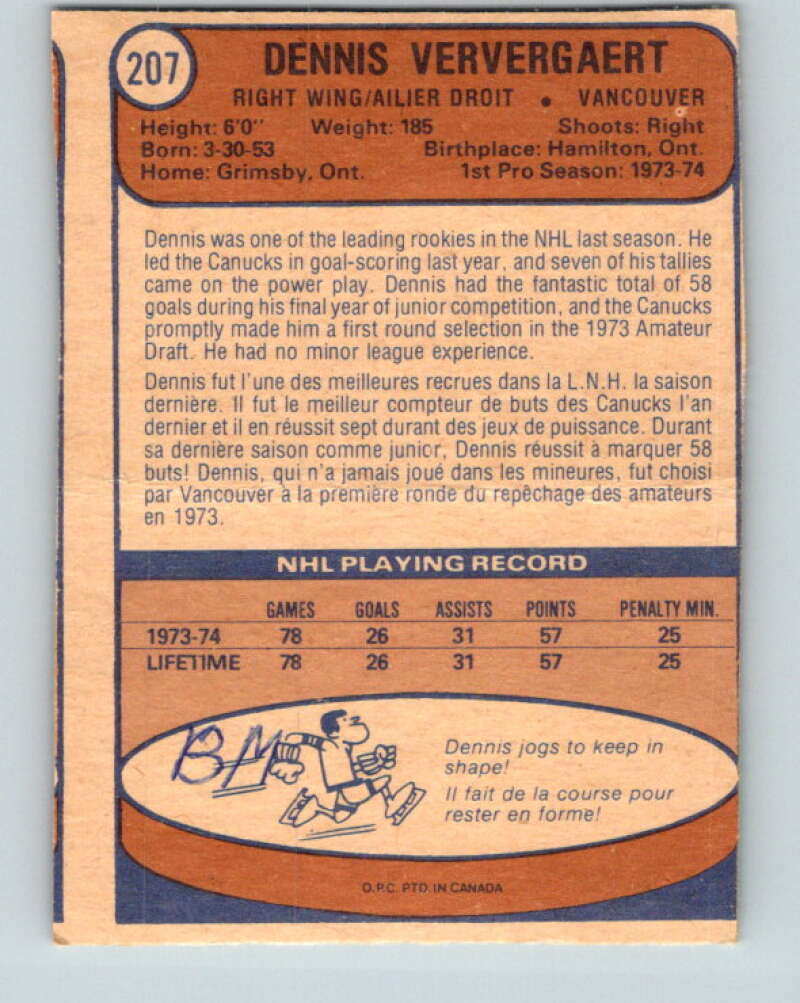 207
DENNIS VERVERGAERT
RIGHT WING/AILIER DROIT • VANCOUVER
Height: 6'0" Weight: 185 Shoots: Right
Born: 3-30-53 Birthplace: Hamilton, Ont.
Home: Grimsby, Ont. 1st Pro Season: 1973-74
Dennis was one of the leading rookies in the NHL last season. He
led the Canucks in goal-scoring last year, and seven of his tallies
came on the power play. Dennis had the fantastic total of 58
goals during his final year of junior competition, and the Canucks
promptly made him a first round selection in the 1973 Amateur
Draft. He had no minor league experience.
Dennis fut l'une des meilleures recrues dans la L.N.H. la saison
dernière. Il fut le meilleur compteur de buts des Canucks l'an
dernier et il en réussit sept durant des jeux de puissance. Durant
sa dernière saison comme junior, Dennis réussit à marquer 58
buts! Dennis, qui n'a jamais joué dans les mineures, fut choisi
par Vancouver à la première ronde du repêchage des amateurs
en 1973.
NHL PLAYING RECORD
GAMES GOALS ASSISTS POINTS PENALTY MIN.
1973-74 78 26 31 57 25
LIFETIME 78 26 31 57 25
BM
Dennis jogs to keep in
shape!
Il fait de la course pour
rester en forme!
O.P.C. PTD. IN CANADA